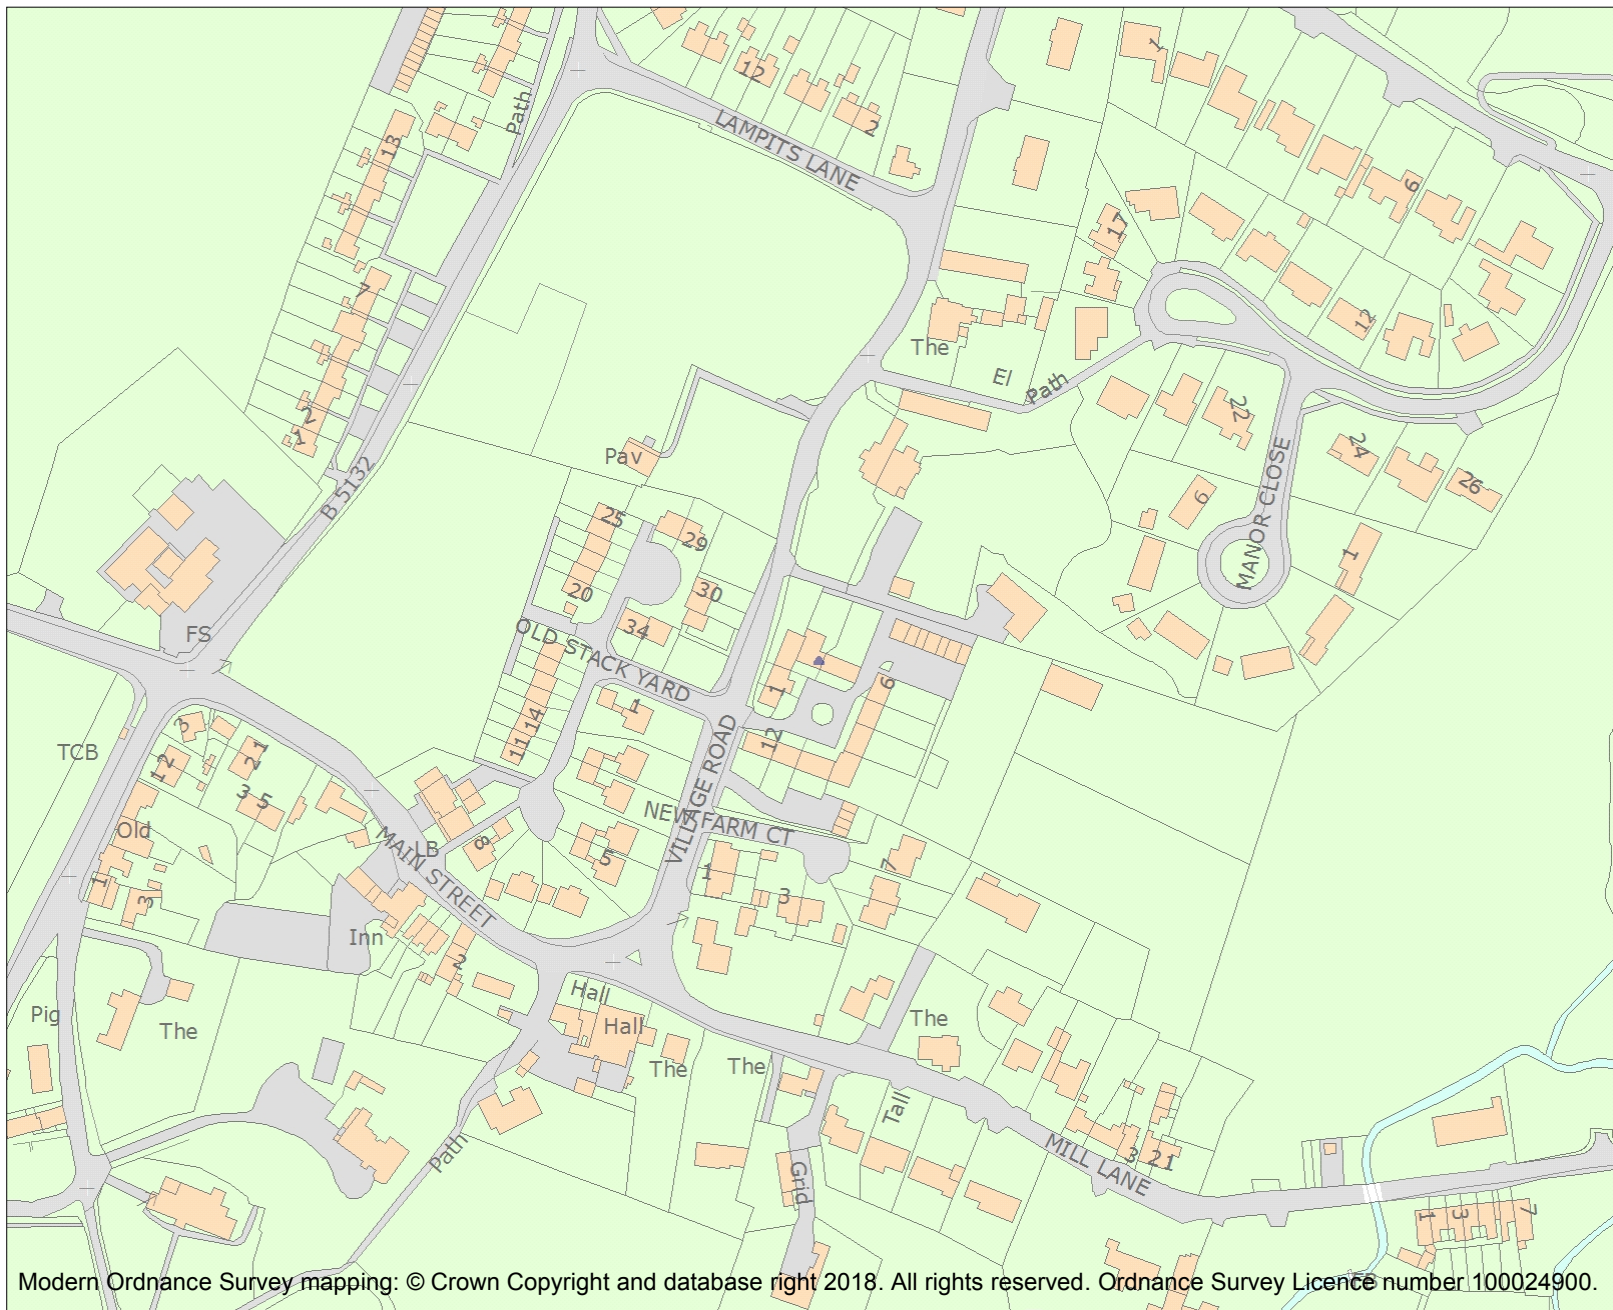 1
12
Path
2
LAMPITS LANE
13
6
17
7
12
The
El
Path
22
2
1
24
Pav
26
B 5132
25
6
29
MANOR CLOSE
1
20
30
FS
34
OLD STACK YARD
6
1
1
3
14
11
12
TCB
1
2
1 2
VILLAGE ROAD
3 5
NEW FARM CT
Old
MAIN STREET
LB
8
5
7
1
1
3
3
Inn
2
Hall
Pig
The
Hall
The
The
The
Tall
Path
MILL LANE
3
21
Grid
1
3
7
Modern Ordnance Survey mapping: © Crown Copyright and database right 2018. All rights reserved. Ordnance Survey Licence number 100024900.